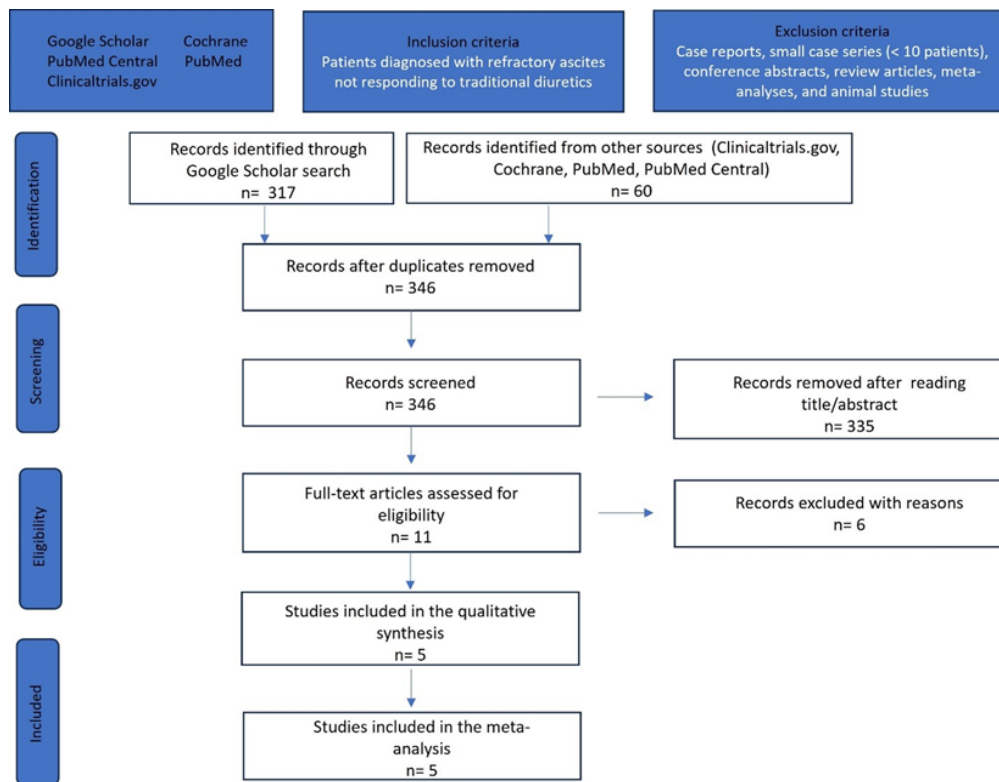 Google Scholar Cochrane
PubMed Central PubMed
Clinicaltrials.gov
Inclusion criteria
Patients diagnosed with refractory ascites
not responding to traditional diuretics
Exclusion criteria
Case reports, small case series (< 10 patients),
conference abstracts, review articles, meta-
analyses, and animal studies
Identification
Records identified through
Google Scholar search
n= 317
Records identified from other sources (Clinicaltrials.gov,
Cochrane, PubMed, PubMed Central)
n= 60
Records after duplicates removed
n= 346
Screening
Records screened
n= 346
Records removed after reading
title/abstract
n= 335
Eligibility
Full-text articles assessed for
eligibility
n= 11
Records excluded with reasons
n= 6
Studies included in the qualitative
synthesis
n= 5
Included
Studies included in the meta-
analysis
n= 5